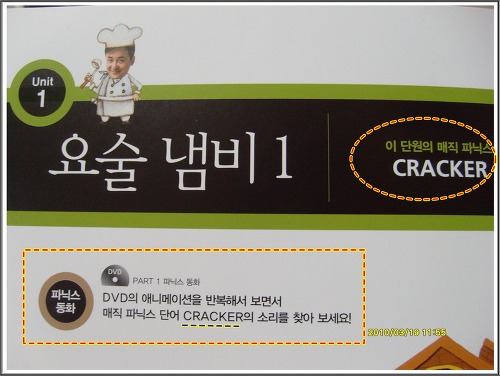 Unit
1
요술 냄비 1
이 단원의 매직 파닉스
CRACKER
파닉스
동화
DVD
PART 1 파닉스 동화
DVD의 애니메이션을 반복해서 보면서
매직 파닉스 단어 CRACKER의 소리를 찾아 보세요!
2010/03/10 11:55